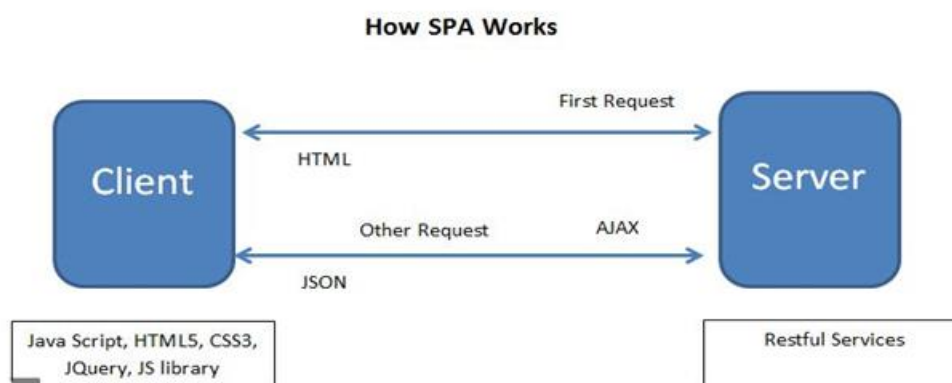 How SPA Works
First Request
Client
Server
HTML
Other Request
AJAX
JSON
Java Script, HTML5, CSS3,
JQuery, JS library
Restful Services